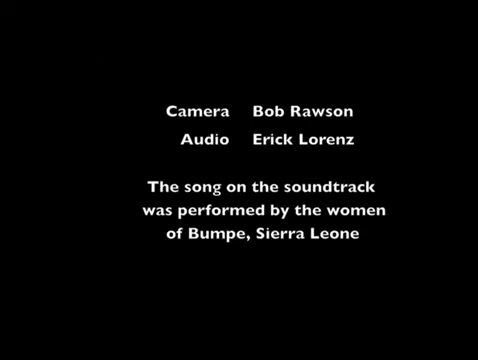 Camera Bob Rawson
Audio Erick Lorenz
The song on the soundtrack
was performed by the women
of Bumpe, Sierra Leone